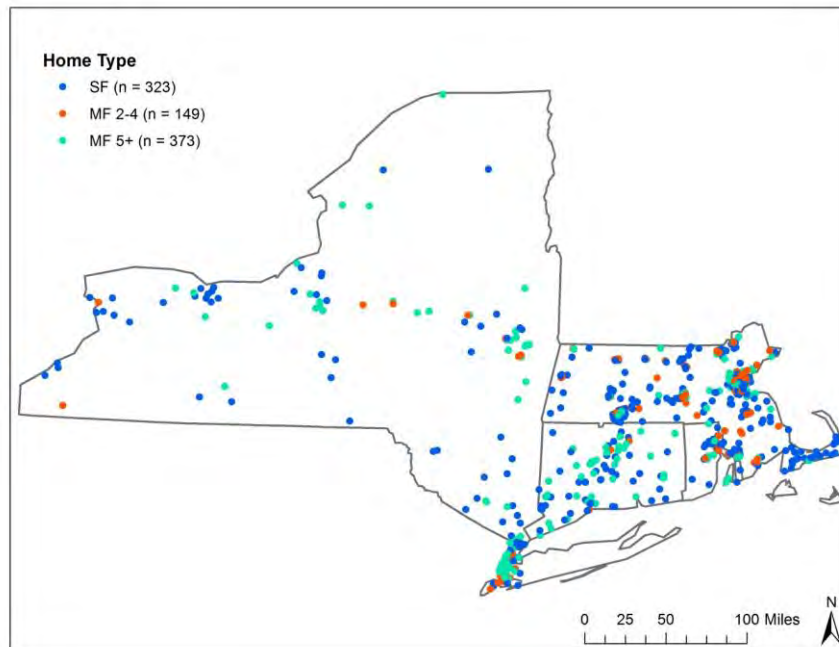 Home Type
SF (n = 323)
MF 2-4 (n = 149)
MF 5+ (n = 373)
N
0 25 50 100 Miles